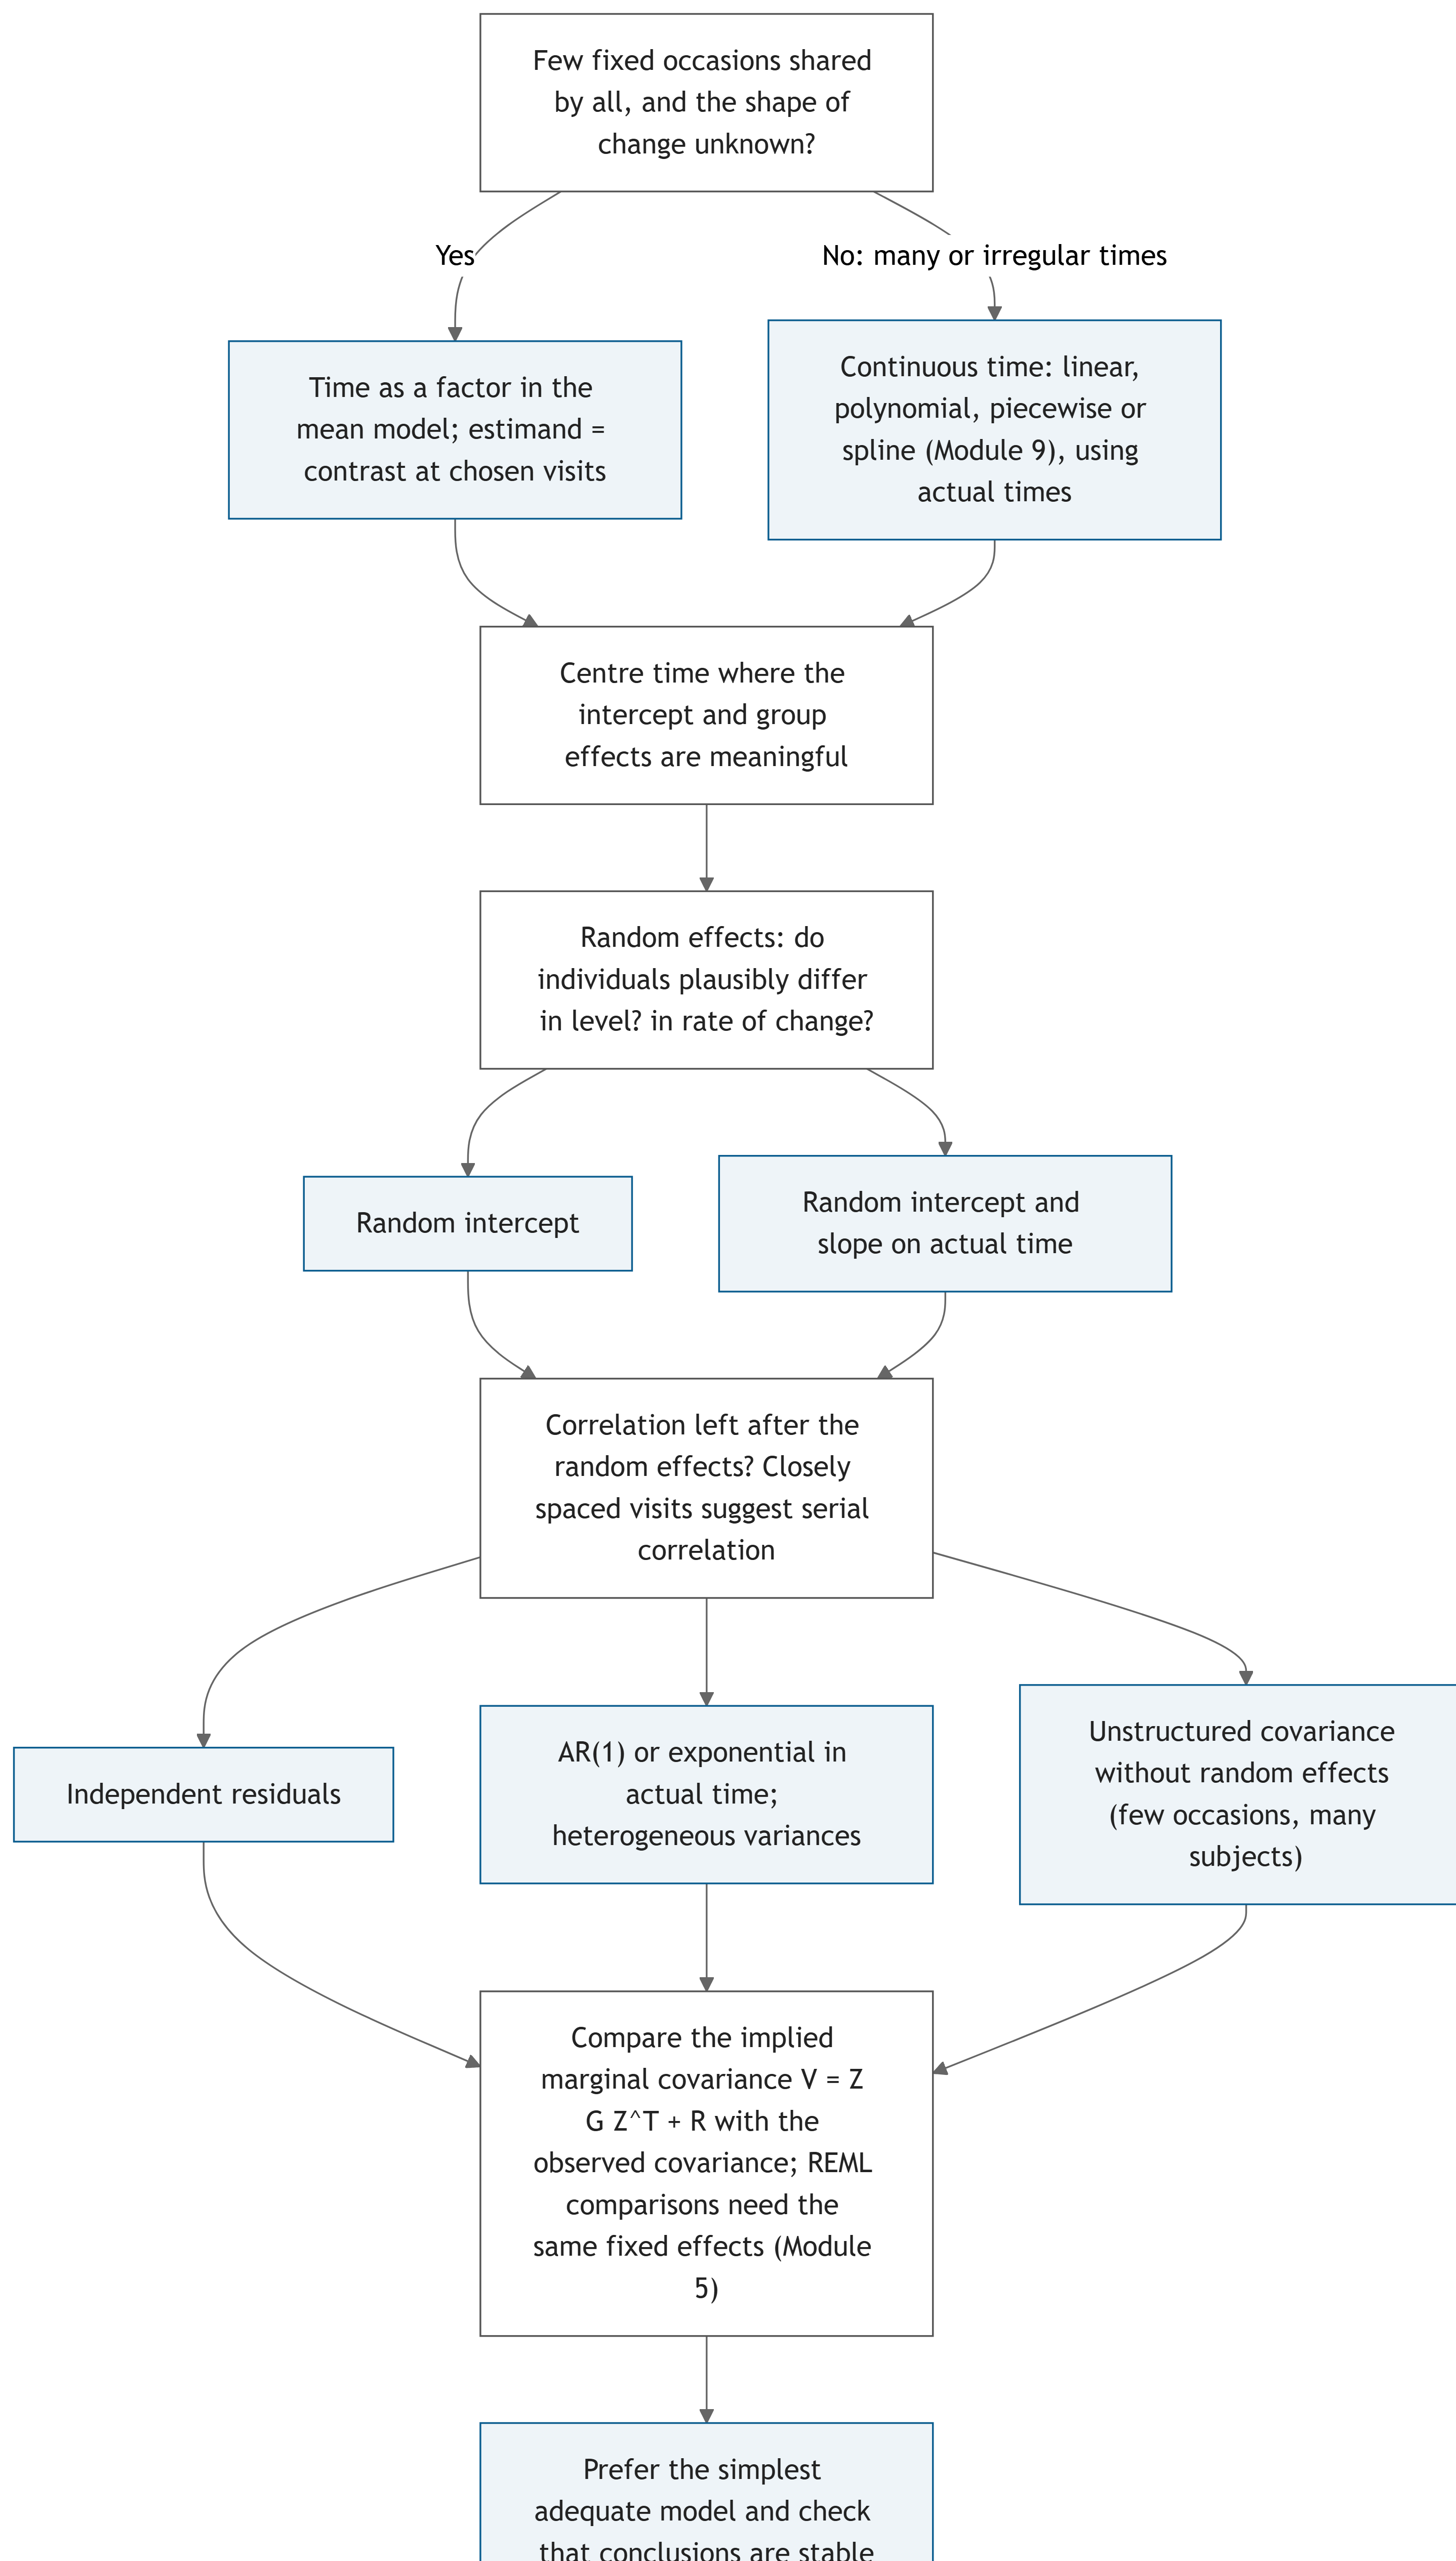 Few fixed occasions shared
by all, and the shape of
change unknown?
Yes
No: many or irregular times
Time as a factor in the
mean model; estimand =
contrast at chosen visits
Continuous time: linear,
polynomial, piecewise or
spline (Module 9), using
actual times
Centre time where the
intercept and group
effects are meaningful
Random effects: do
individuals plausibly differ
in level? in rate of change?
Random intercept
Random intercept and
slope on actual time
Correlation left after the
random effects? Closely
spaced visits suggest serial
correlation
Independent residuals
AR(1) or exponential in
actual time;
heterogeneous variances
Unstructured covariance
without random effects
(few occasions, many
subjects)
Compare the implied
marginal covariance V = Z
G Z^T + R with the
observed covariance; REML
comparisons need the
same fixed effects (Module
5)
Prefer the simplest
adequate model and check
that conclusions are stable